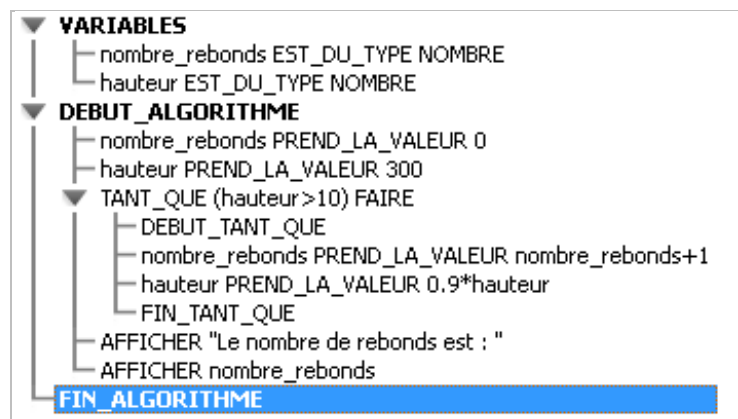 VARIABLES
nombre_rebonds EST_DU_TYPE NOMBRE
hauteur EST_DU_TYPE NOMBRE
DEBUT_ALGORITHME
nombre_rebonds PREND_LA_VALEUR 0
hauteur PREND_LA_VALEUR 300
TANT_QUE (hauteur>10) FAIRE
DEBUT_TANT_QUE
nombre_rebonds PREND_LA_VALEUR nombre_rebonds+1
hauteur PREND_LA_VALEUR 0.9*hauteur
FIN_TANT_QUE
AFFICHER "Le nombre de rebonds est : "
AFFICHER nombre_rebonds
FIN_ALGORITHME